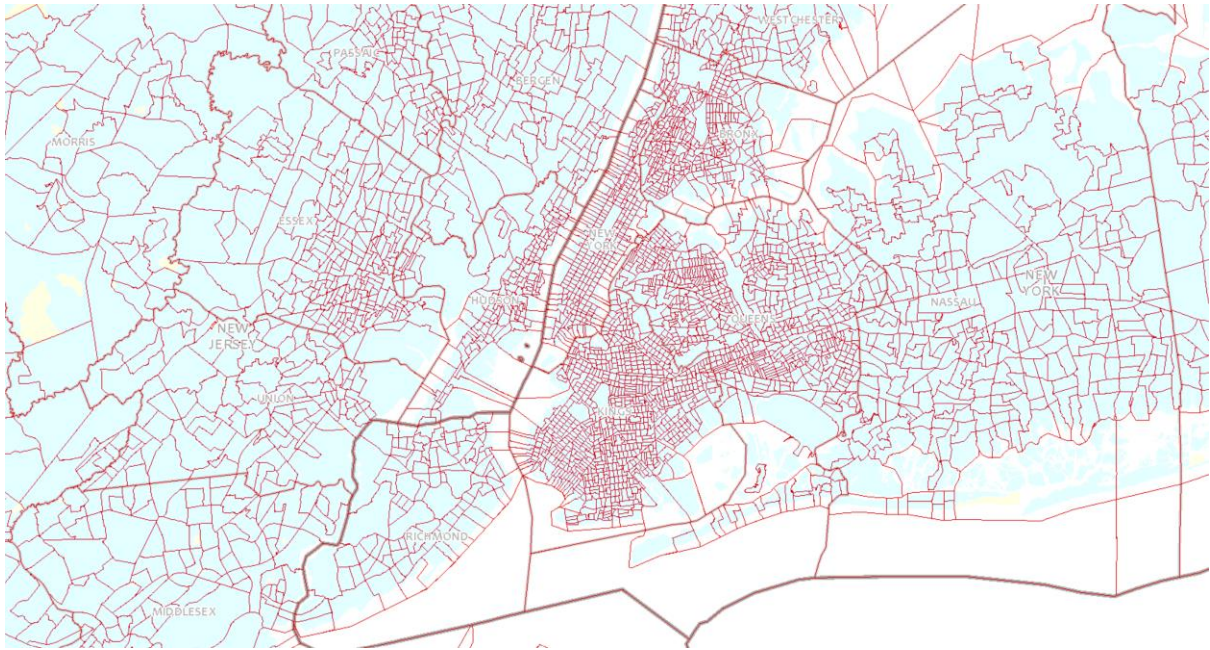 WESTCHESTER
PASSAIC
BERGEN
BRONX
MORRIS
ESSEX
NEW
YORK
NEW
YORK
HUDSON
NASSAU
QUEENS
NEW
JERSEY
UNION
KINGS
RICHMOND
MIDDLESEX